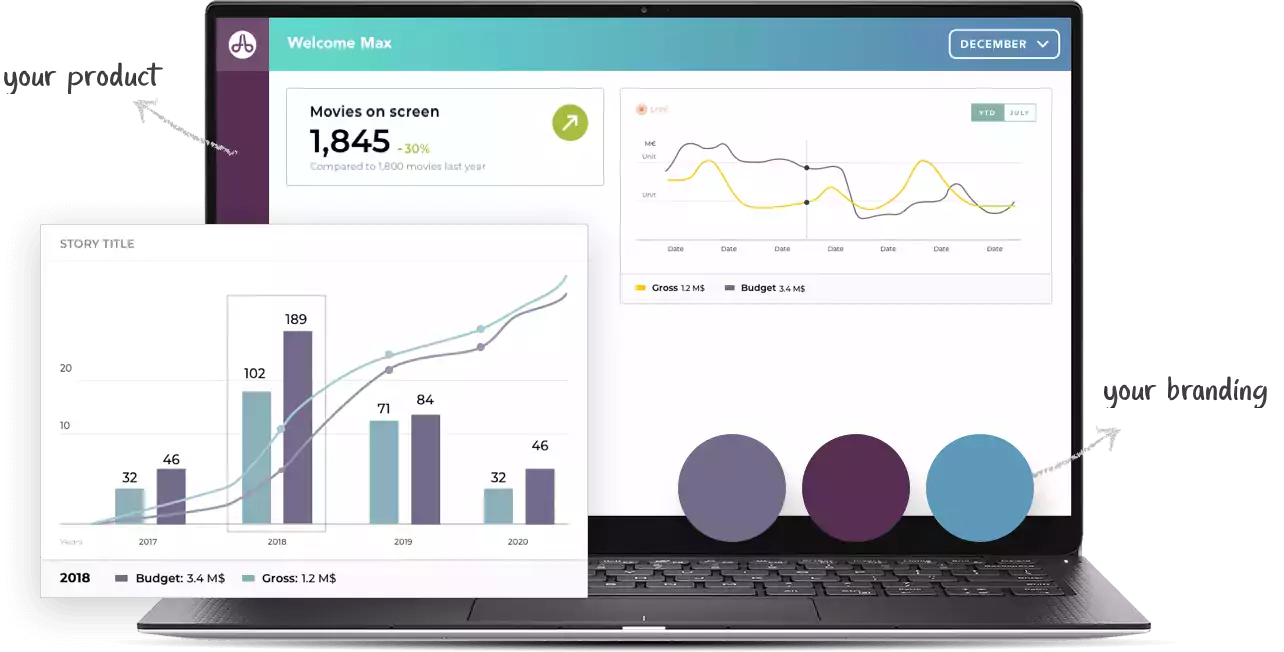 your product
Welcome Max
DECEMBER
Movies on screen
1,845 -30%
Compared to 1,800 movies last year
YTD JULY
M€
Unit
Unit
Date Date Date Date Date Date Date
Gross 1.2 M$ Budget 3.4 M$
STORY TITLE
20
10
32 46 102 189 71 84 32 46
Years 2017 2018 2019 2020
2018 Budget: 3.4 M$ Gross: 1.2 M$
your branding